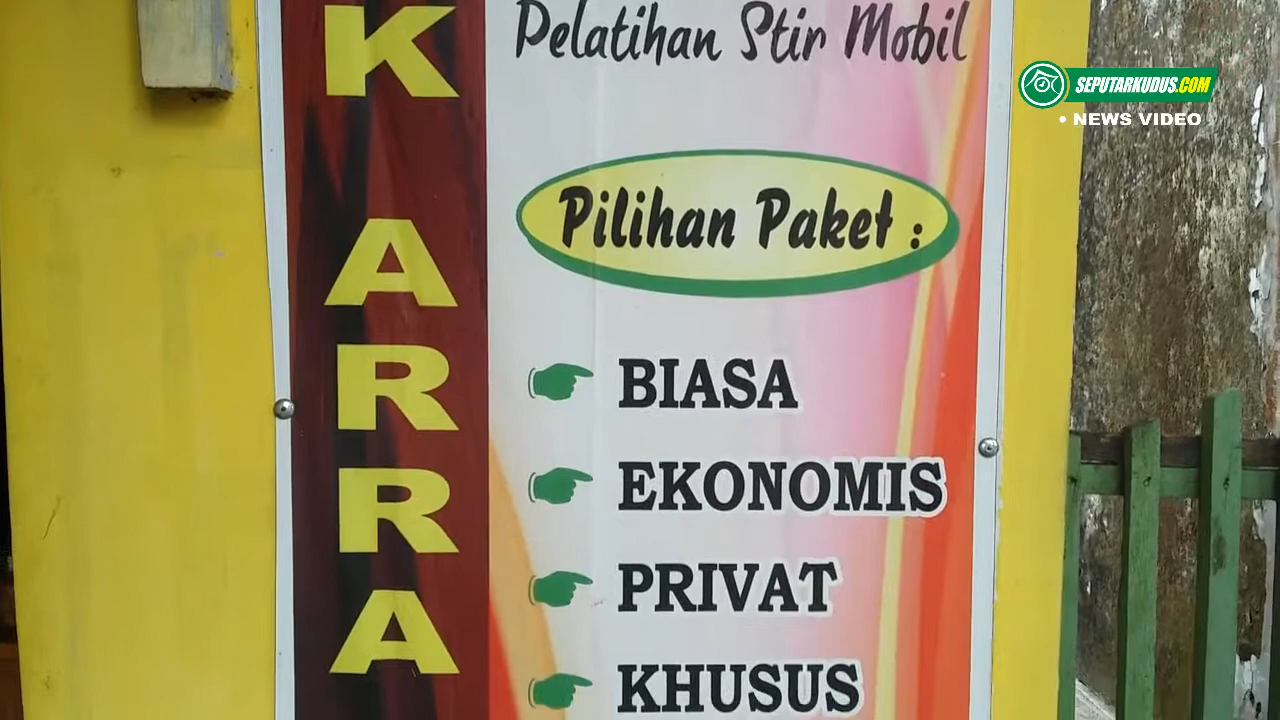 KARRA
Pelatihan Stir Mobil
Pilihan Paket :
BIASA
EKONOMIS
PRIVAT
KHUSUS
SEPUTARKUDUS.COM
• NEWS VIDEO